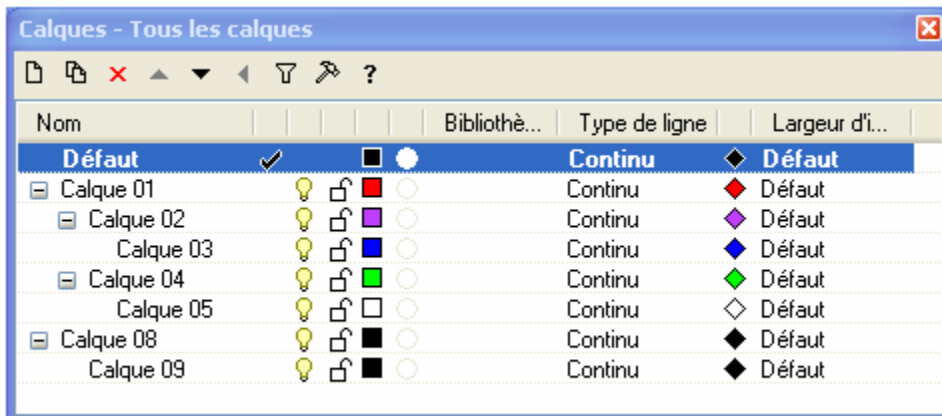 Calques - Tous les calques
?
Nom Bibliothè... Type de ligne Largeur d'i...
Défaut Continu Défaut
Calque 01 Continu Défaut
Calque 02 Continu Défaut
Calque 03 Continu Défaut
Calque 04 Continu Défaut
Calque 05 Continu Défaut
Calque 08 Continu Défaut
Calque 09 Continu Défaut